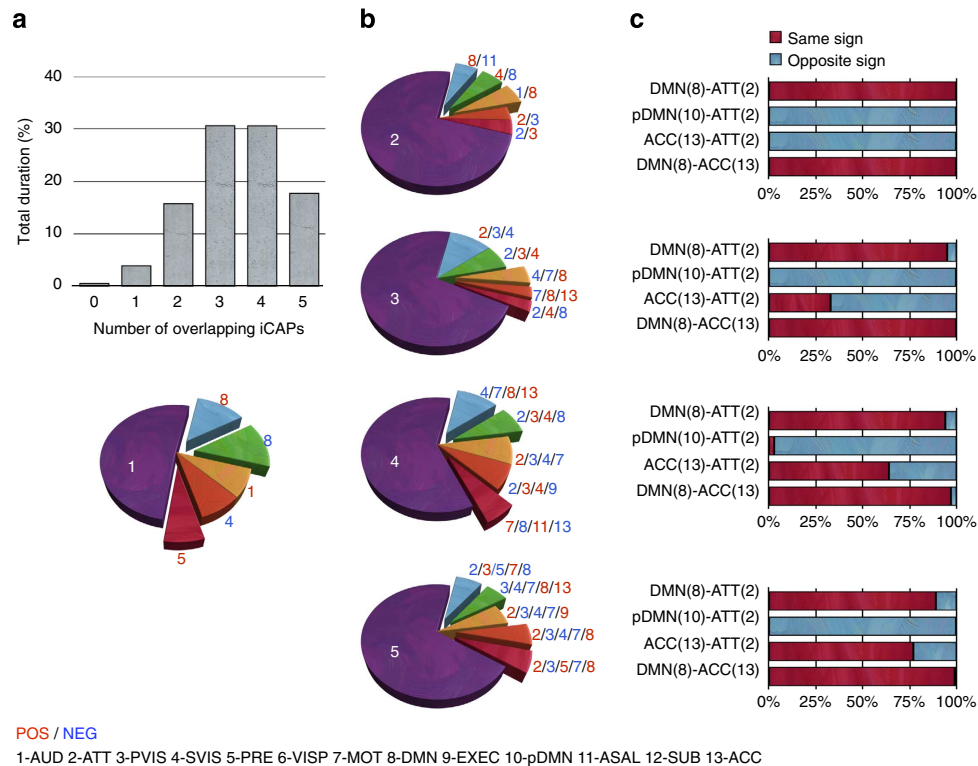 a
b
c
Same sign
Opposite sign
Total duration (%)
40
30
20
10
0
0 1 2 3 4 5
Number of overlapping iCAPs
1
8
8
1
4
5
2
8/11
4/8
1/8
2/3
2/3
3
2/3/4
2/3/4
4/7/8
7/8/13
2/4/8
4
4/7/8/13
2/3/4/8
2/3/4/7
2/3/4/9
7/8/11/13
5
2/3/5/7/8
3/4/7/8/13
2/3/4/7/9
2/3/4/7/8
2/3/5/7/8
DMN(8)-ATT(2)
pDMN(10)-ATT(2)
ACC(13)-ATT(2)
DMN(8)-ACC(13)
0% 25% 50% 75% 100%
DMN(8)-ATT(2)
pDMN(10)-ATT(2)
ACC(13)-ATT(2)
DMN(8)-ACC(13)
0% 25% 50% 75% 100%
DMN(8)-ATT(2)
pDMN(10)-ATT(2)
ACC(13)-ATT(2)
DMN(8)-ACC(13)
0% 25% 50% 75% 100%
DMN(8)-ATT(2)
pDMN(10)-ATT(2)
ACC(13)-ATT(2)
DMN(8)-ACC(13)
0% 25% 50% 75% 100%
POS / NEG
1-AUD 2-ATT 3-PVIS 4-SVIS 5-PRE 6-VISP 7-MOT 8-DMN 9-EXEC 10-pDMN 11-ASAL 12-SUB 13-ACC